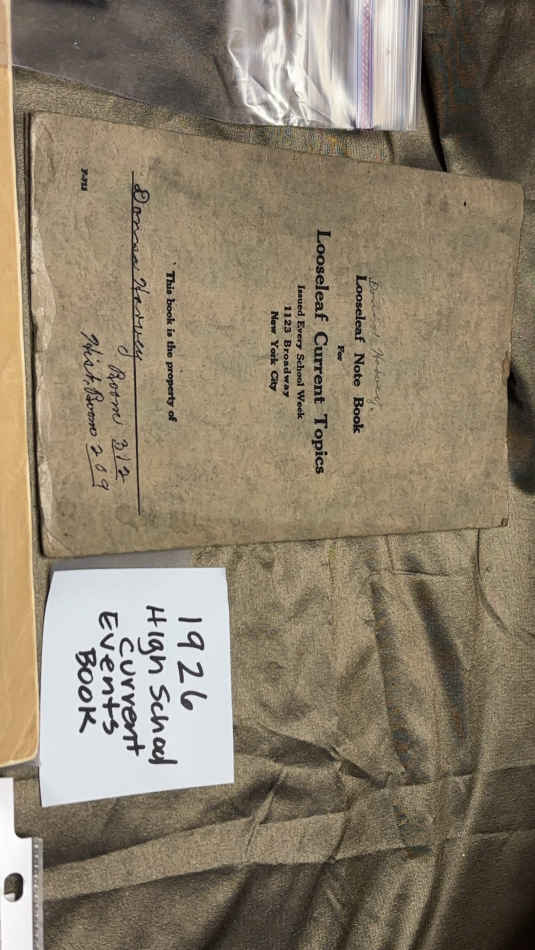 Looseleaf Note Book
For
Looseleaf Current Topics
Issued Every School Week
1123 Broadway
New York City
This book is the property of
Donna Harvey
Room 312
Hist. Room 209
1926
High School
Current
Events
Book